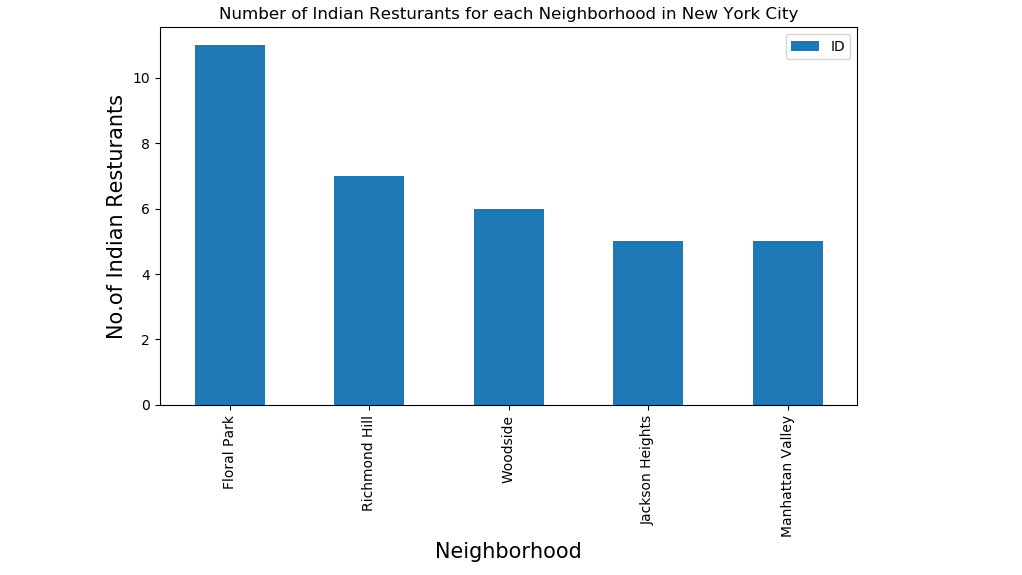 Number of Indian Resturants for each Neighborhood in New York City
ID
No.of Indian Resturants
10
8
6
4
2
0
Floral Park
Richmond Hill
Woodside
Jackson Heights
Manhattan Valley
Neighborhood